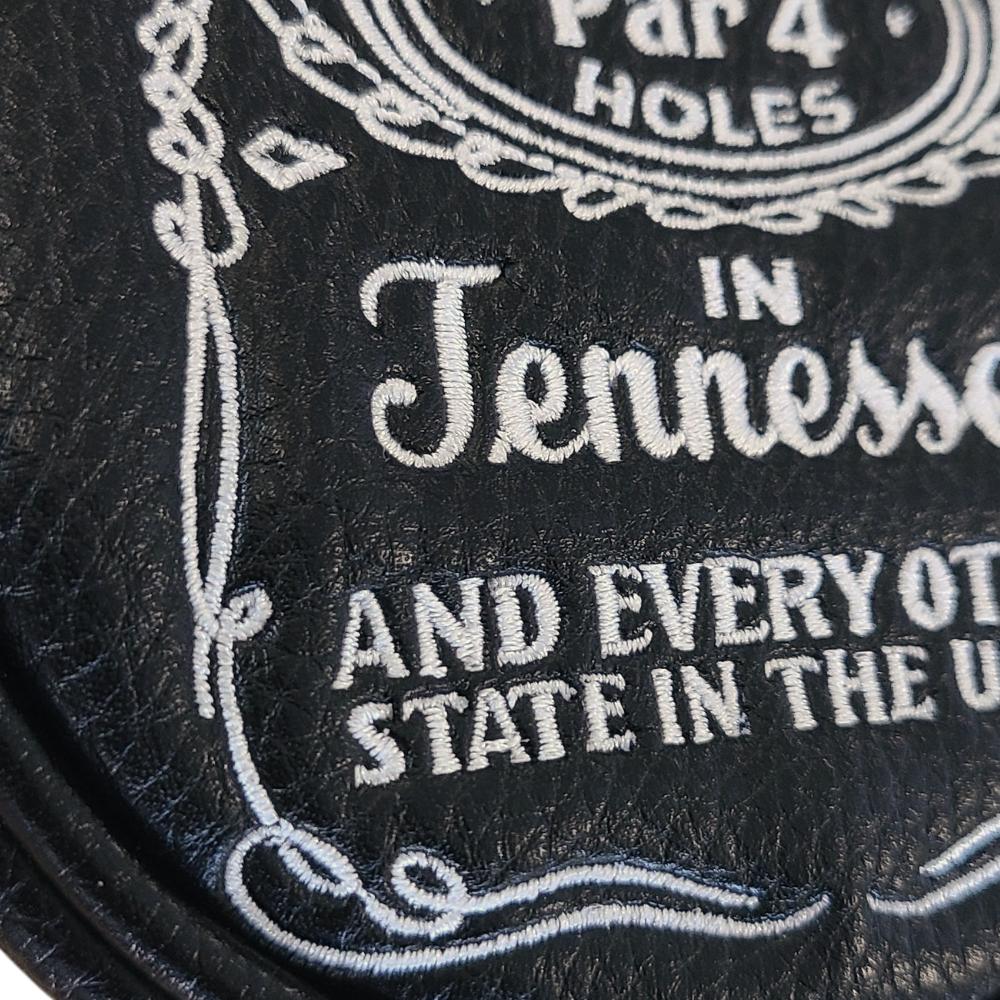 Par 4
HOLES
IN
Tennesse
AND EVERY OT
STATE IN THE U